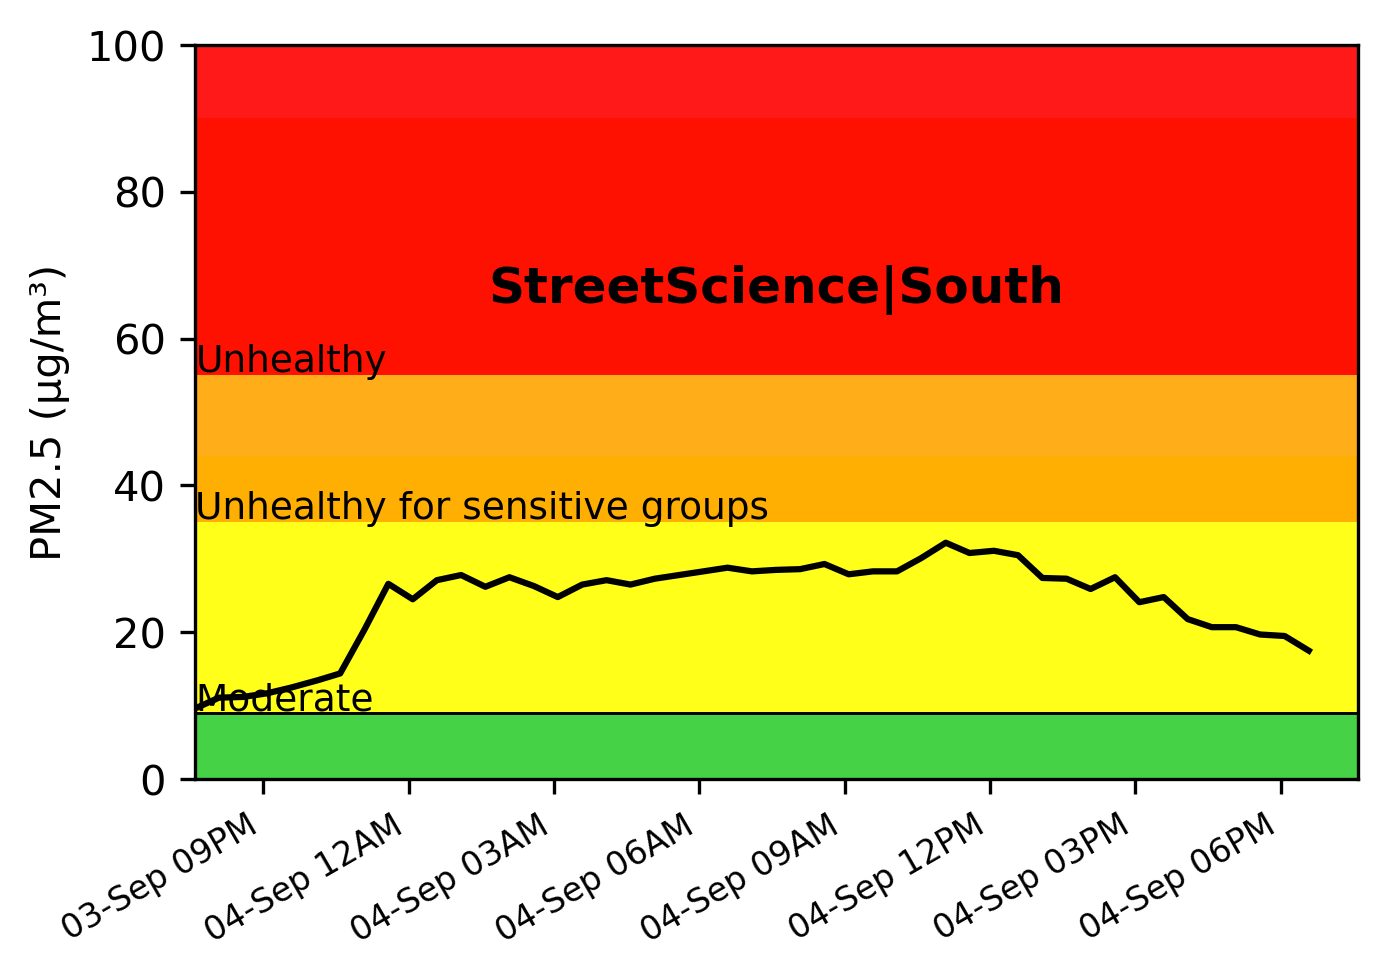 100
80
60
40
20
0
PM2.5 (µg/m³)
StreetScience|South
Unhealthy
Unhealthy for sensitive groups
Moderate
03-Sep 09PM
04-Sep 12AM
04-Sep 03AM
04-Sep 06AM
04-Sep 09AM
04-Sep 12PM
04-Sep 03PM
04-Sep 06PM